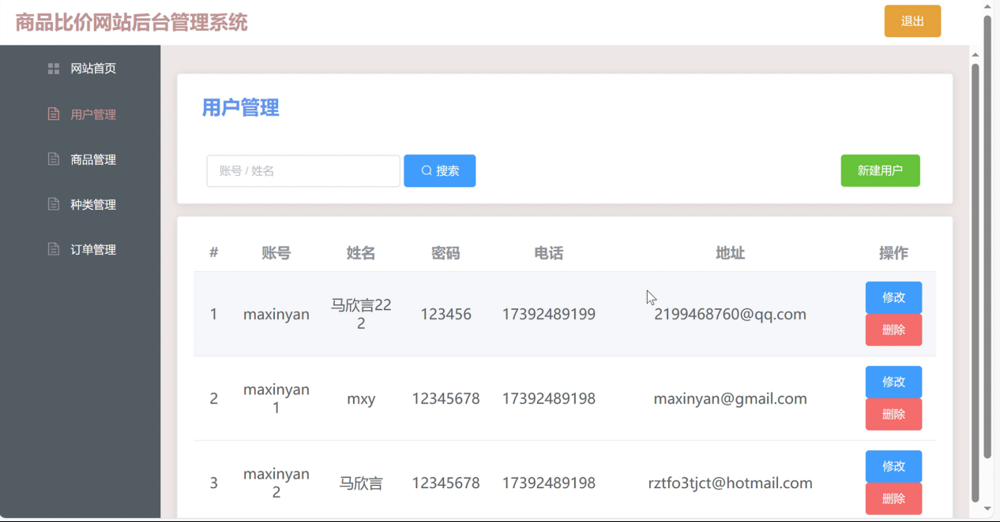 商品比价网站后台管理系统
退出
网站首页
用户管理
商品管理
种类管理
订单管理
用户管理
账号 / 姓名
搜索
新建用户
# 账号 姓名 密码 电话 地址 操作
1 maxinyan 马欣言22
2 123456 17392489199 2199468760@qq.com 修改
删除
2 maxinyan
1 mxy 12345678 17392489198 maxinyan@gmail.com 修改
删除
3 maxinyan
2 马欣言 12345678 17392489198 rztfo3tjct@hotmail.com 修改
删除